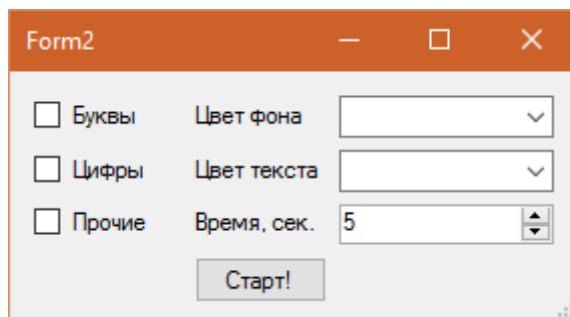 Form2
Буквы Цвет фона
Цифры Цвет текста
Прочие Время, сек. 5
Старт!